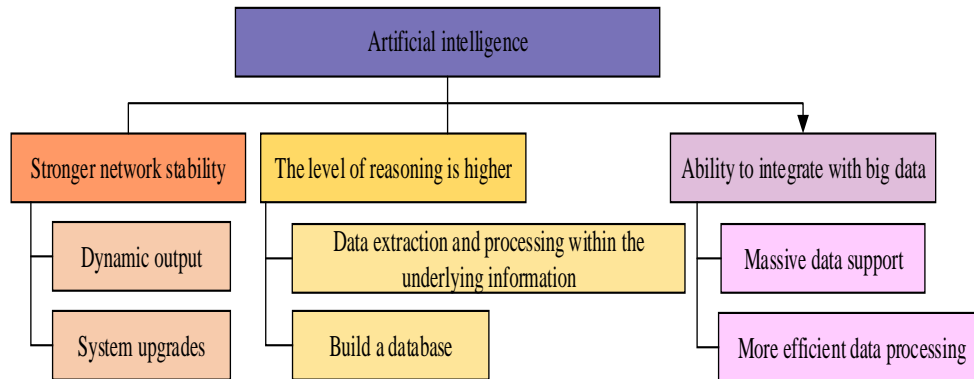 Artificial intelligence
Stronger network stability
The level of reasoning is higher
Ability to integrate with big data
Dynamic output
System upgrades
Data extraction and processing within the
underlying information
Build a database
Massive data support
More efficient data processing